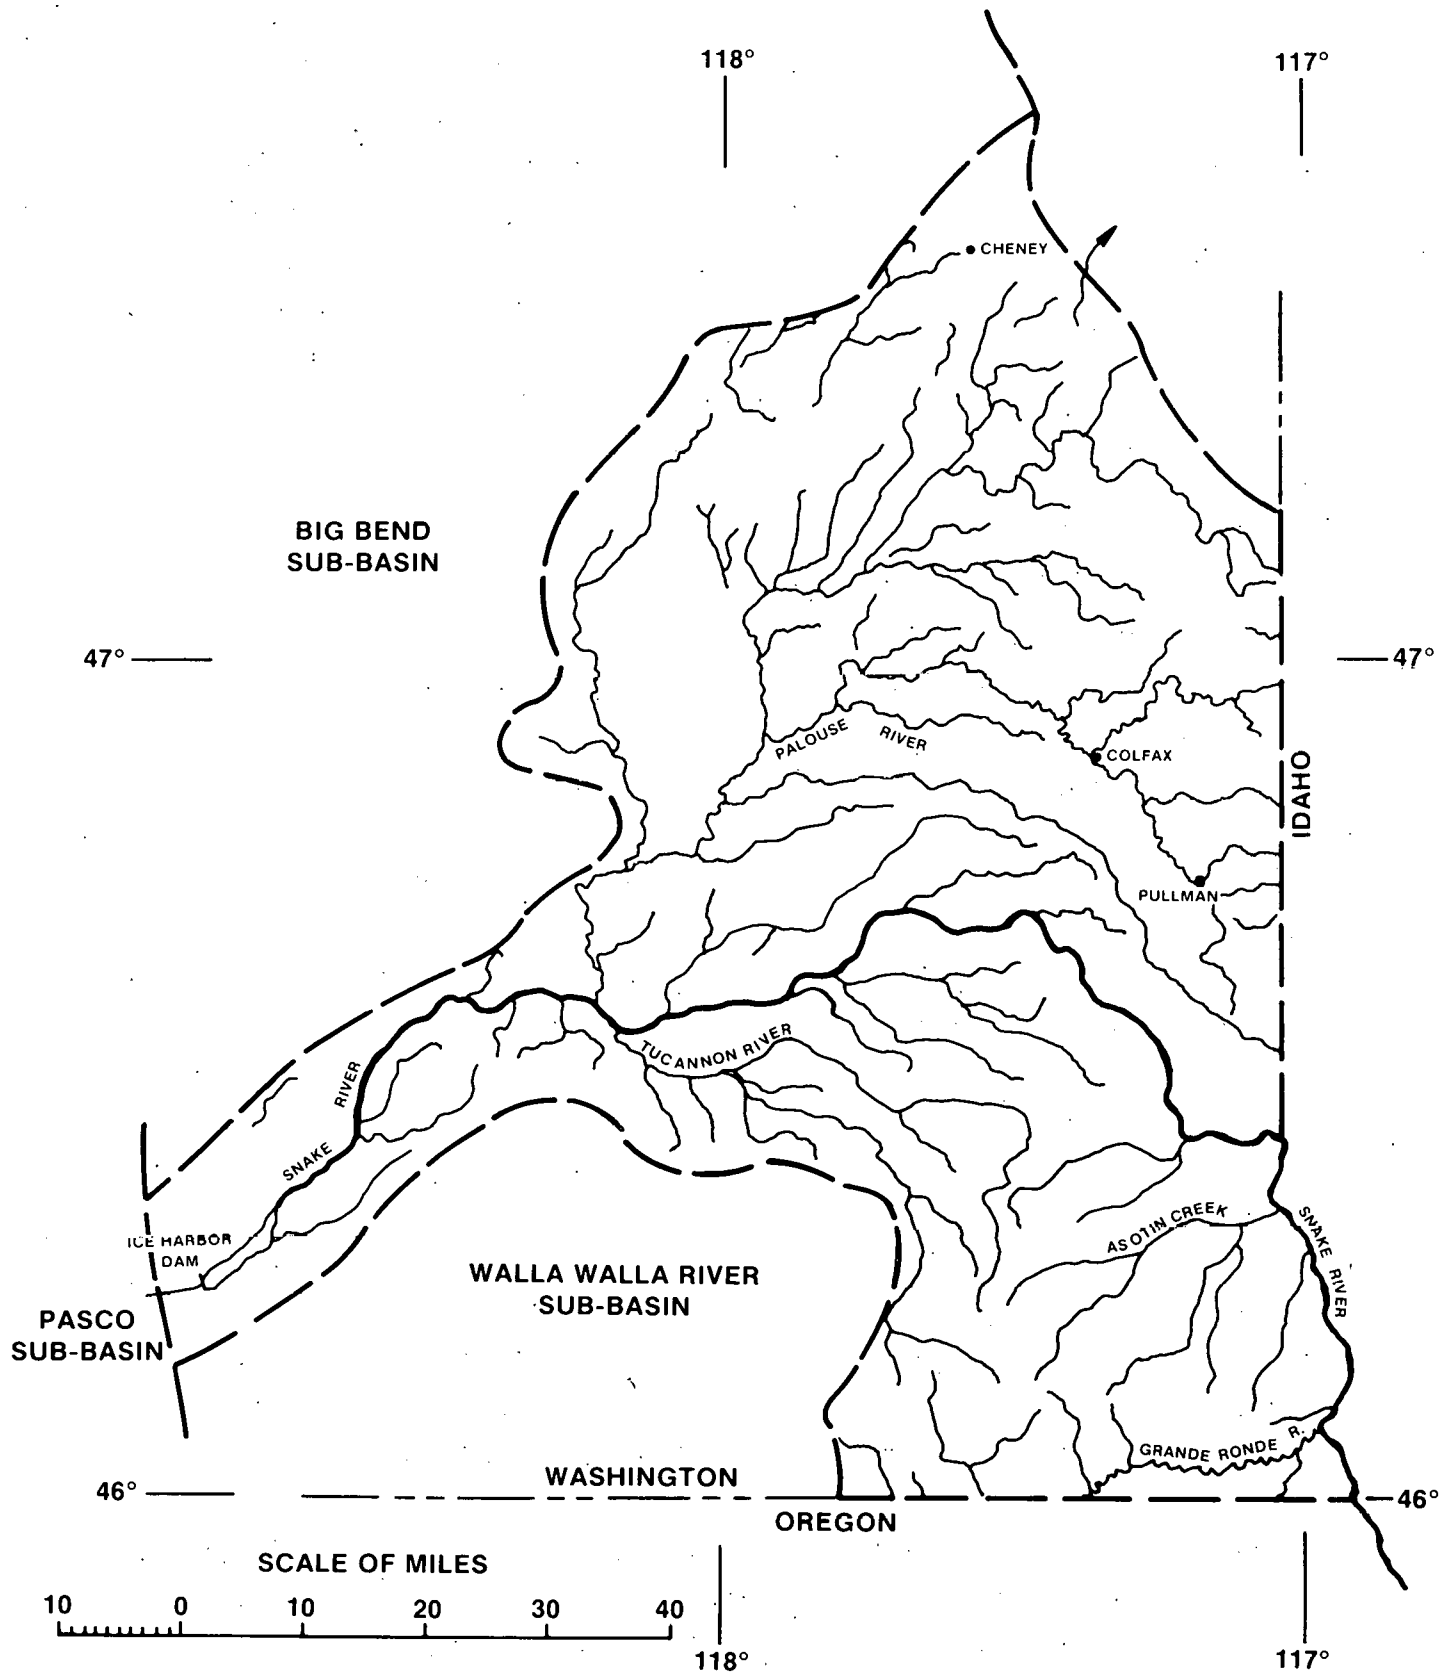 118°
117°
CHENEY
BIG BEND
SUB-BASIN
47°
47°
PALOUSE RIVER
COLFAX
IDAHO
PULLMAN
TUCANNON RIVER
SNAKE RIVER
ASOTIN CREEK
SNAKE RIVER
ICE HARBOR
DAM
WALLA WALLA RIVER
SUB-BASIN
PASCO
SUB-BASIN
GRANDE RONDE R.
WASHINGTON
46°
46°
OREGON
SCALE OF MILES
10 0 10 20 30 40
118°
117°